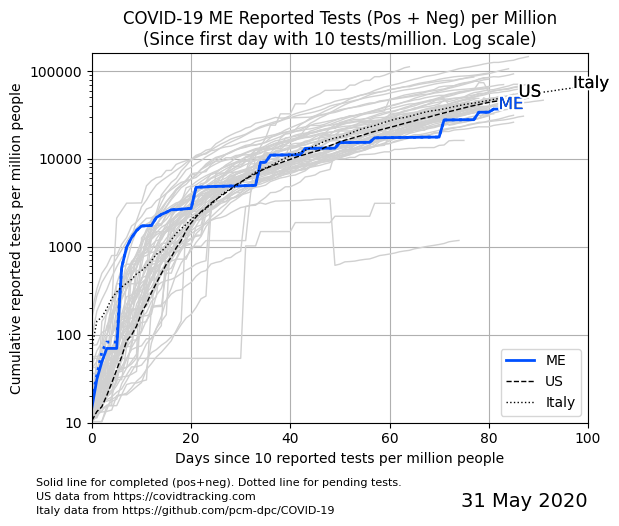 COVID-19 ME Reported Tests (Pos + Neg) per Million
(Since first day with 10 tests/million. Log scale)
Cumulative reported tests per million people
100000
10000
1000
100
10
US
Italy
ME
ME
US
Italy
0 20 40 60 80 100
Days since 10 reported tests per million people
Solid line for completed (pos+neg). Dotted line for pending tests.
US data from https://covidtracking.com
Italy data from https://github.com/pcm-dpc/COVID-19
31 May 2020